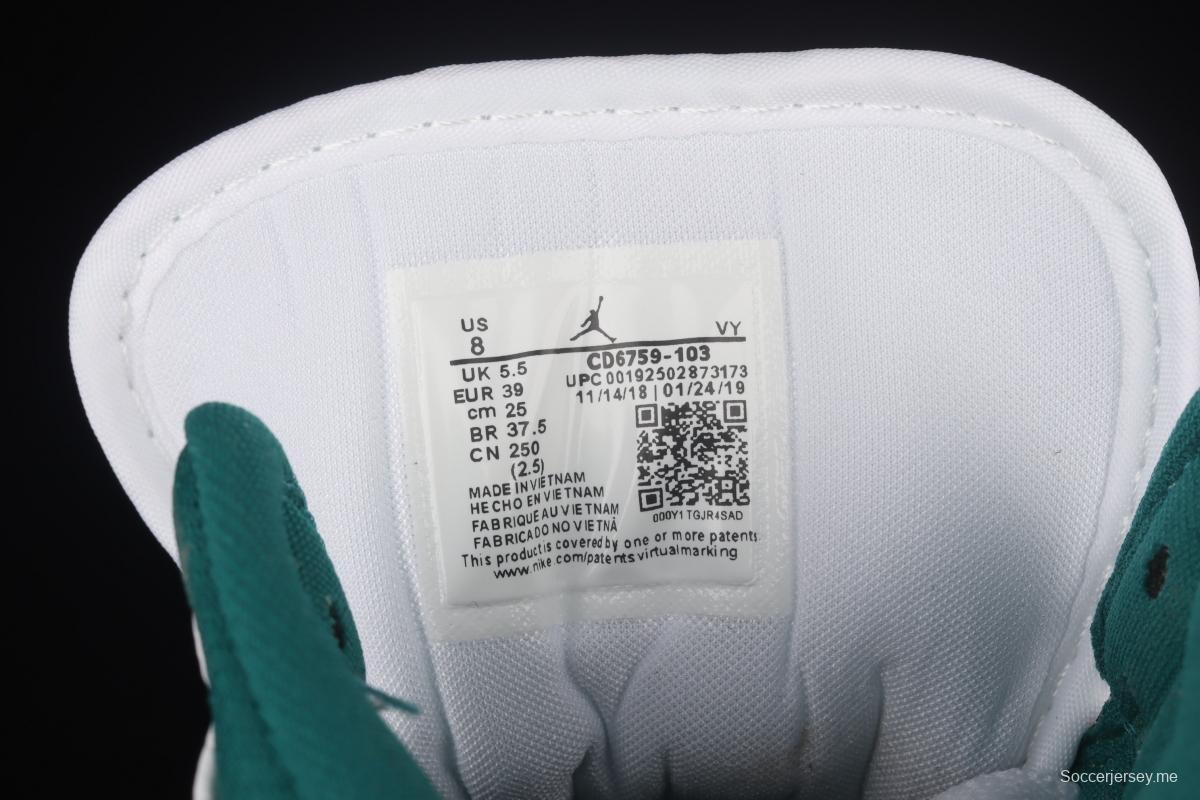 US
8
VY
CD6759-103
UPC 00192502873173
11/14/18 | 01/24/19
UK 5.5
EUR 39
cm 25
BR 37.5
CN 250
(2.5)
MADE IN VIETNAM
HECHO EN VIETNAM
FABRIQUE AU VIETNAM
FABRICADO NO VIETNÃ
000Y1TGJR4SAD
This product is covered by one or more patents.
www.nike.com/patents virtualmarking
Soccerjersey.me